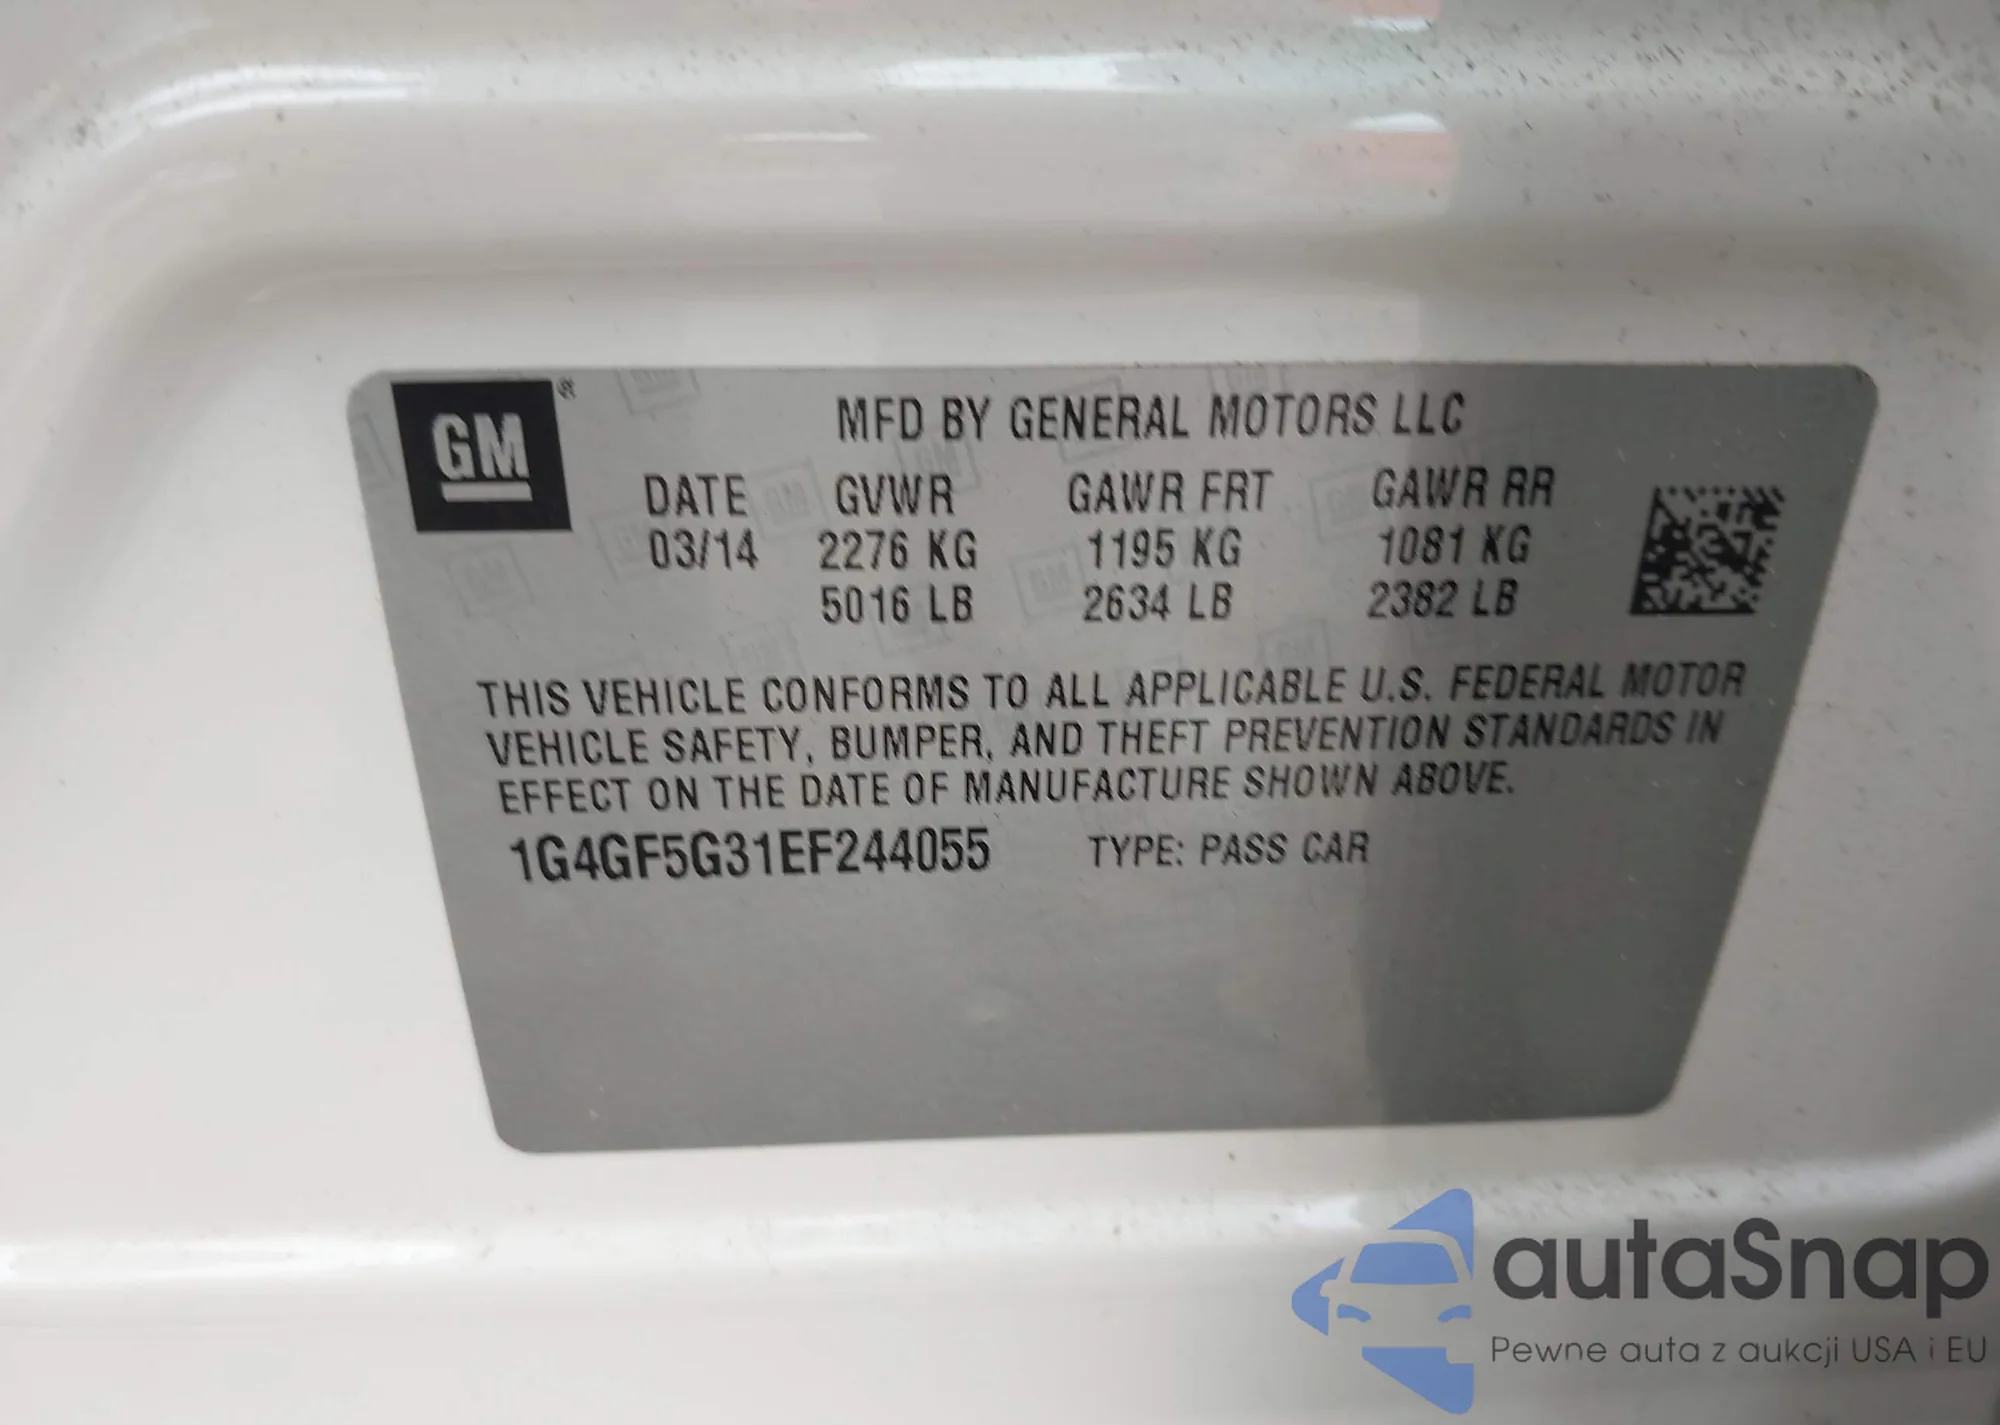 GM®
MFD BY GENERAL MOTORS LLC
DATE GVWR GAWR FRT GAWR RR
03/14 2276 KG 1195 KG 1081 KG
5016 LB 2634 LB 2382 LB
THIS VEHICLE CONFORMS TO ALL APPLICABLE U.S. FEDERAL MOTOR
VEHICLE SAFETY, BUMPER, AND THEFT PREVENTION STANDARDS IN
EFFECT ON THE DATE OF MANUFACTURE SHOWN ABOVE.
1G4GF5G31EF244055 TYPE: PASS CAR
autaSnap
Pewne auta z aukcji USA i EU